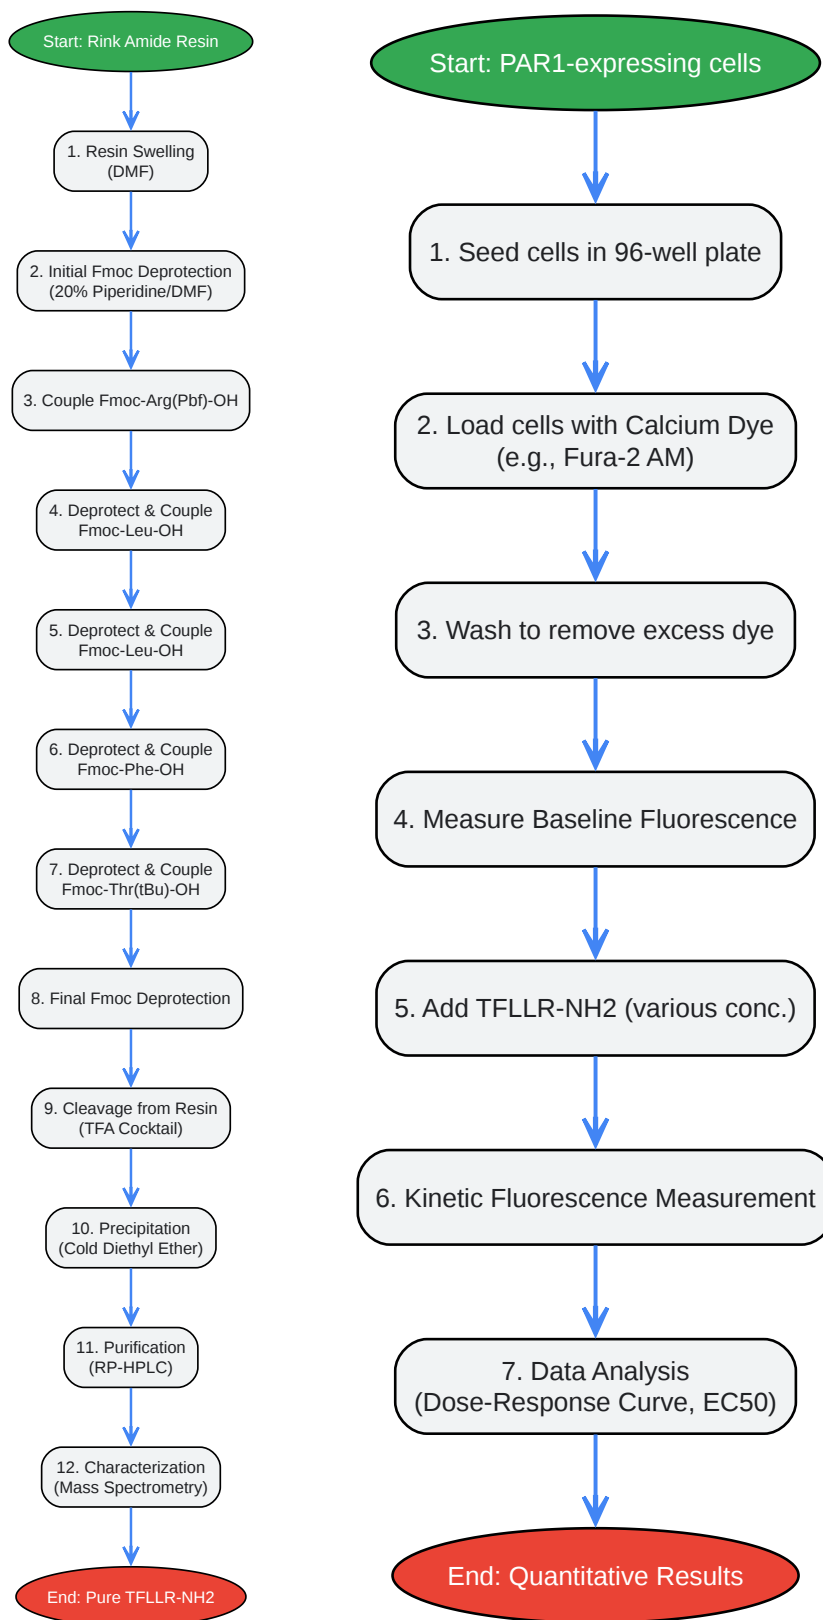 Start: Rink Amide Resin
1. Resin Swelling
(DMF)
2. Initial Fmoc Deprotection
(20% Piperidine/DMF)
3. Couple Fmoc-Arg(Pbf)-OH
4. Deprotect & Couple
Fmoc-Leu-OH
5. Deprotect & Couple
Fmoc-Leu-OH
6. Deprotect & Couple
Fmoc-Phe-OH
7. Deprotect & Couple
Fmoc-Thr(tBu)-OH
8. Final Fmoc Deprotection
9. Cleavage from Resin
(TFA Cocktail)
10. Precipitation
(Cold Diethyl Ether)
11. Purification
(RP-HPLC)
12. Characterization
(Mass Spectrometry)
End: Pure TFLLR-NH2
Start: PAR1-expressing cells
1. Seed cells in 96-well plate
2. Load cells with Calcium Dye
(e.g., Fura-2 AM)
3. Wash to remove excess dye
4. Measure Baseline Fluorescence
5. Add TFLLR-NH2 (various conc.)
6. Kinetic Fluorescence Measurement
7. Data Analysis
(Dose-Response Curve, EC50)
End: Quantitative Results